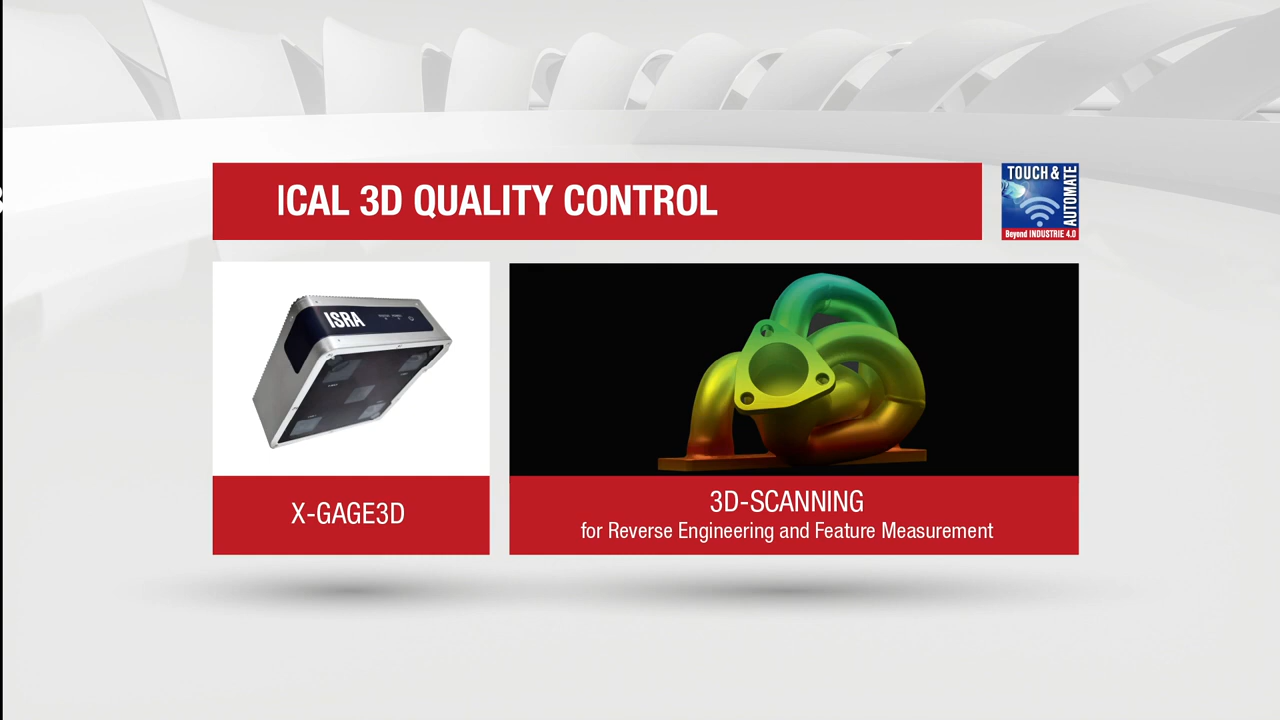 ICAL 3D QUALITY CONTROL
TOUCH &
AUTOMATE
Beyond INDUSTRIE 4.0
ISRA
X-GAGE3D
3D-SCANNING
for Reverse Engineering and Feature Measurement